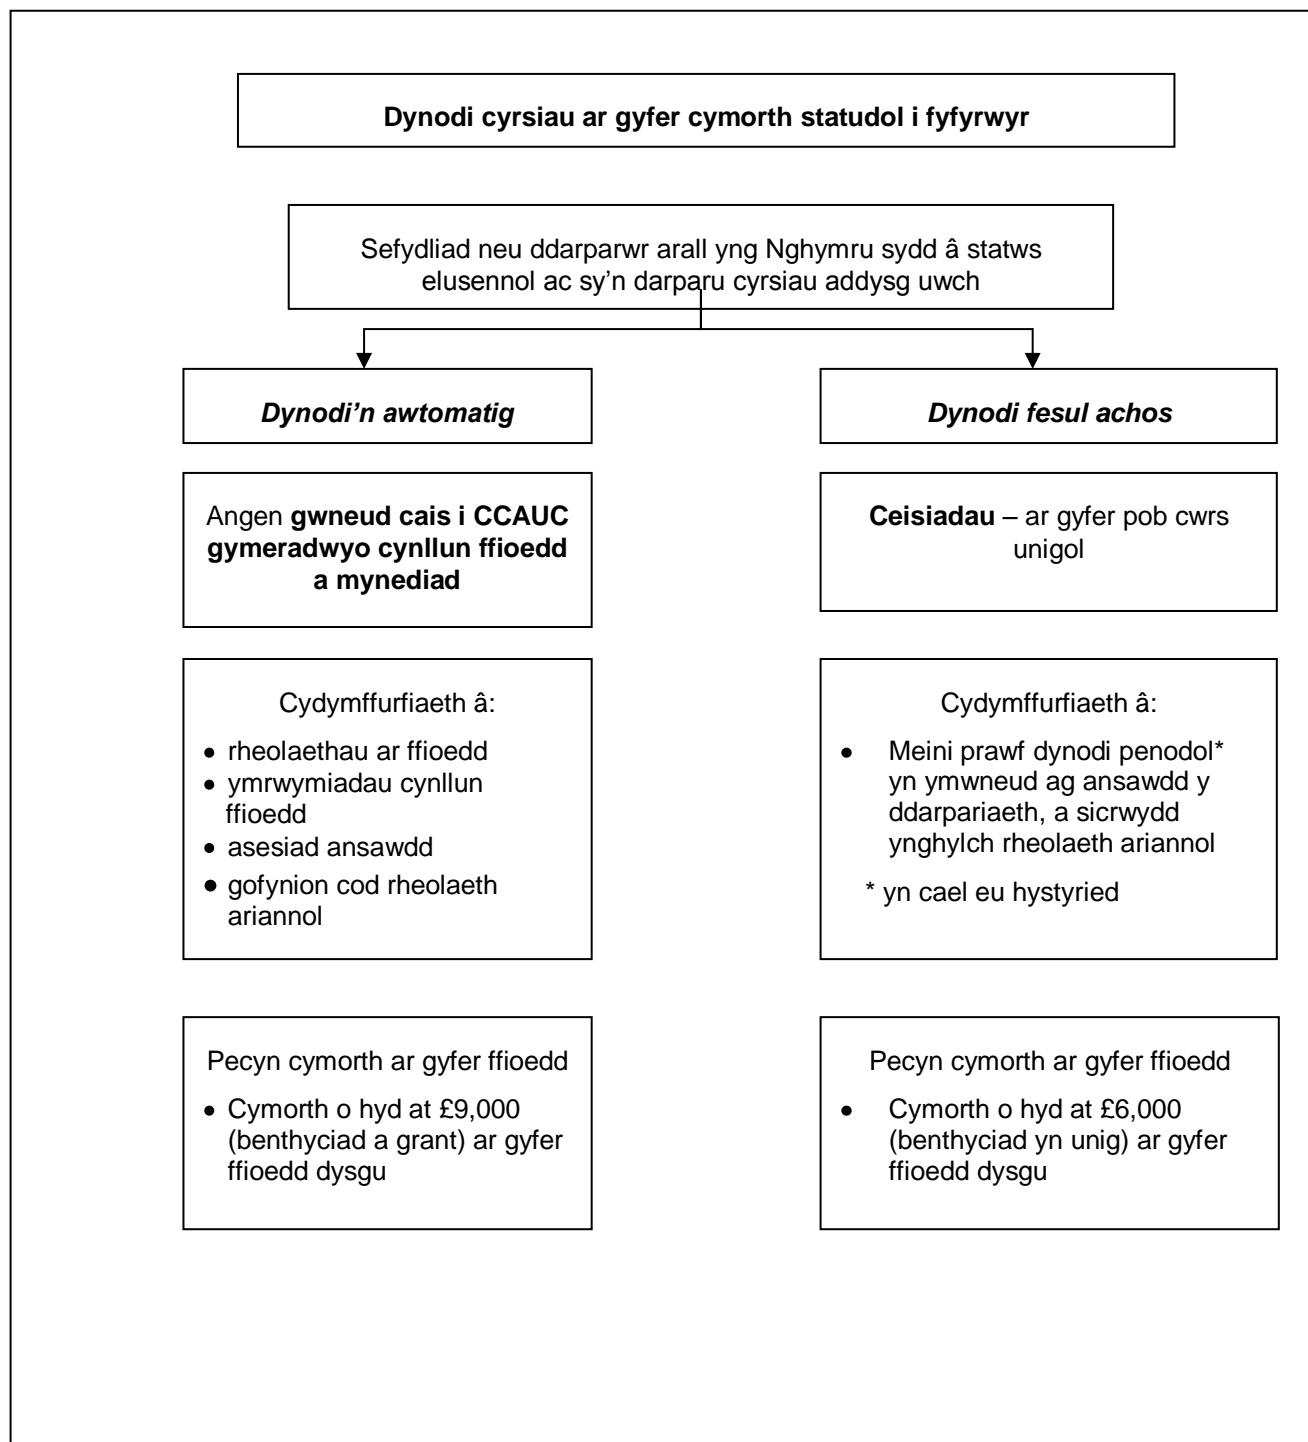 Dynodi cyrsiau ar gyfer cymorth statudol i fyfyrwyr
Sefydliad neu ddarparwr arall yng Nghymru sydd â statws
elusennol ac sy’n darparu cyrsiau addysg uwch
Dynodi’n awtomatig
Angen gwneud cais i CCAUC
gymeradwyo cynllun ffioedd
a mynediad
Cydymffurfiaeth â:
• rheolaethau ar ffioedd
• ymrwymiadau cynllun
ffioedd
• asesiad ansawdd
• gofynion cod rheolaeth
ariannol
Pecyn cymorth ar gyfer ffioedd
• Cymorth o hyd at £9,000
(benthyciad a grant) ar gyfer
ffioedd dysgu
Dynodi fesul achos
Ceisiadau – ar gyfer pob cwrs
unigol
Cydymffurfiaeth â:
• Meini prawf dynodi penodol*
yn ymwneud ag ansawdd y
ddarpariaeth, a sicrwydd
ynghylch rheolaeth ariannol
* yn cael eu hystyried
Pecyn cymorth ar gyfer ffioedd
• Cymorth o hyd at £6,000
(benthyciad yn unig) ar gyfer
ffioedd dysgu